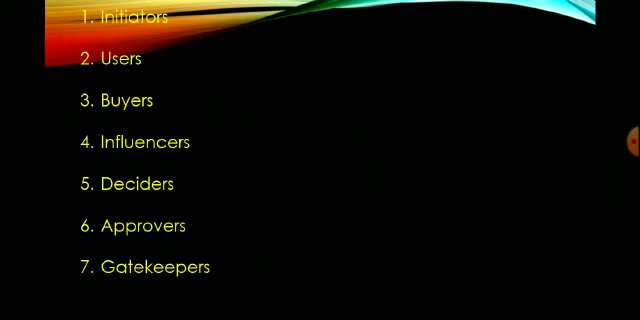 1. Initiators
2. Users
3. Buyers
4. Influencers
5. Deciders
6. Approvers
7. Gatekeepers